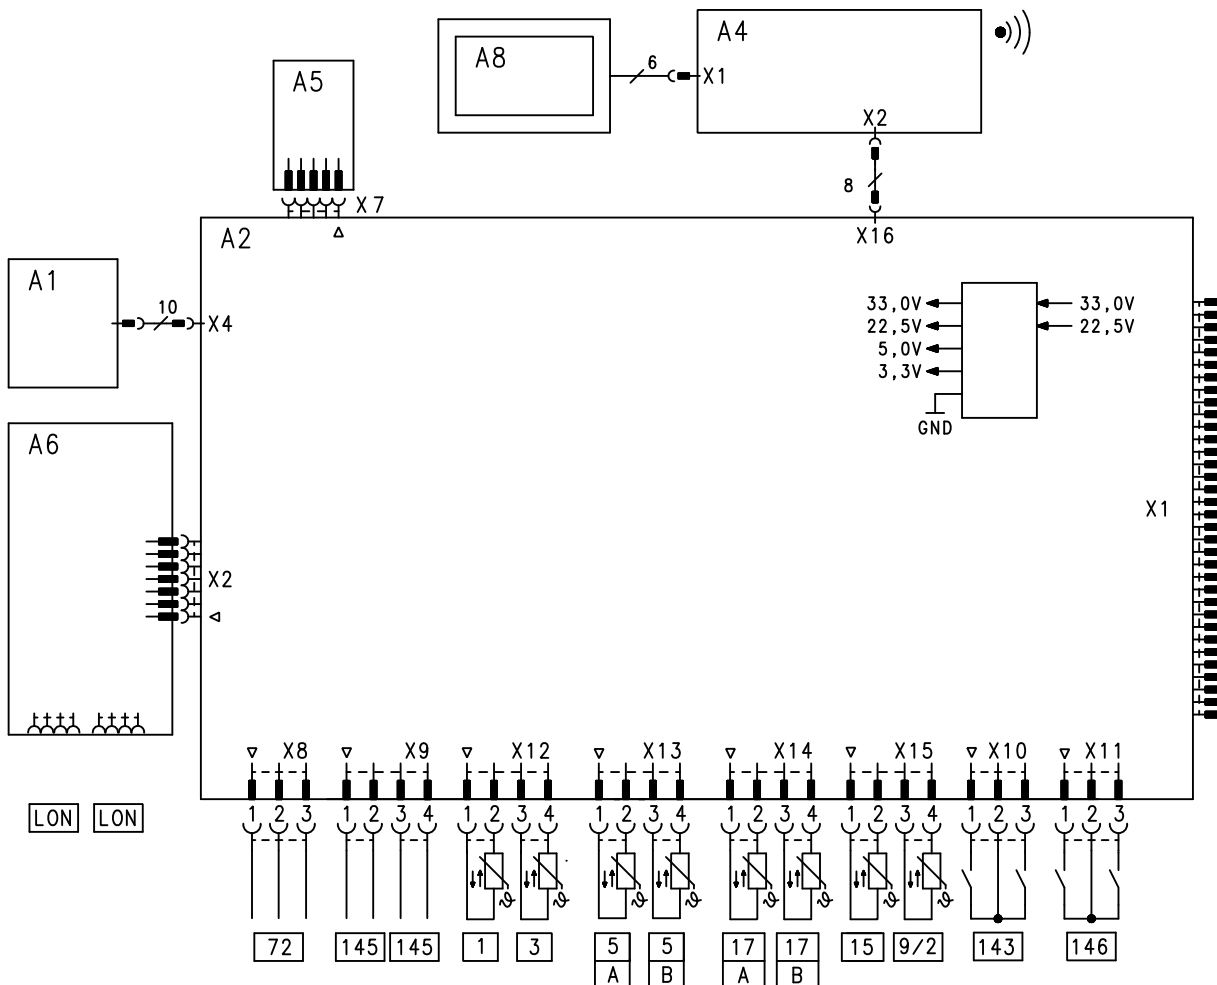 A4
A8
6
X1
A5
X2
8
X7
A2
X16
A1
33,0V 33,0V
10
X4
22,5V 22,5V
5,0V
3,3V
GND
A6
X1
X2
X8 X9 X12 X13 X14 X15 X10 X11
LON LON
1 2 3 1 2 3 4 1 2 3 4 1 2 3 4 1 2 3 4 1 2 3 4 1 2 3 1 2 3
ϑ ϑ ϑ ϑ ϑ ϑ ϑ ϑ
72 145 145 1 3 5 5 17 17 15 9/2 143 146
A B A B